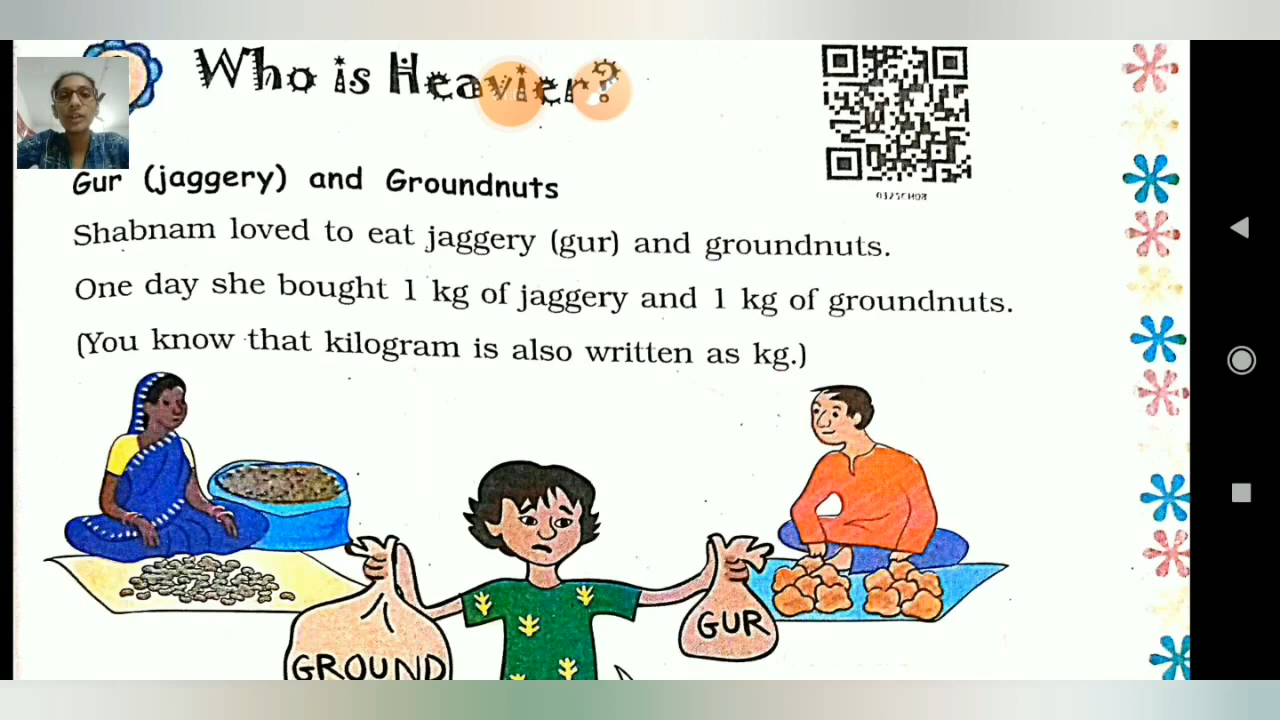 Who is Heavier?
0325CH08
Gur (jaggery) and Groundnuts
Shabnam loved to eat jaggery (gur) and groundnuts.
One day she bought 1 kg of jaggery and 1 kg of groundnuts.
(You know that kilogram is also written as kg.)
GROUND
GUR